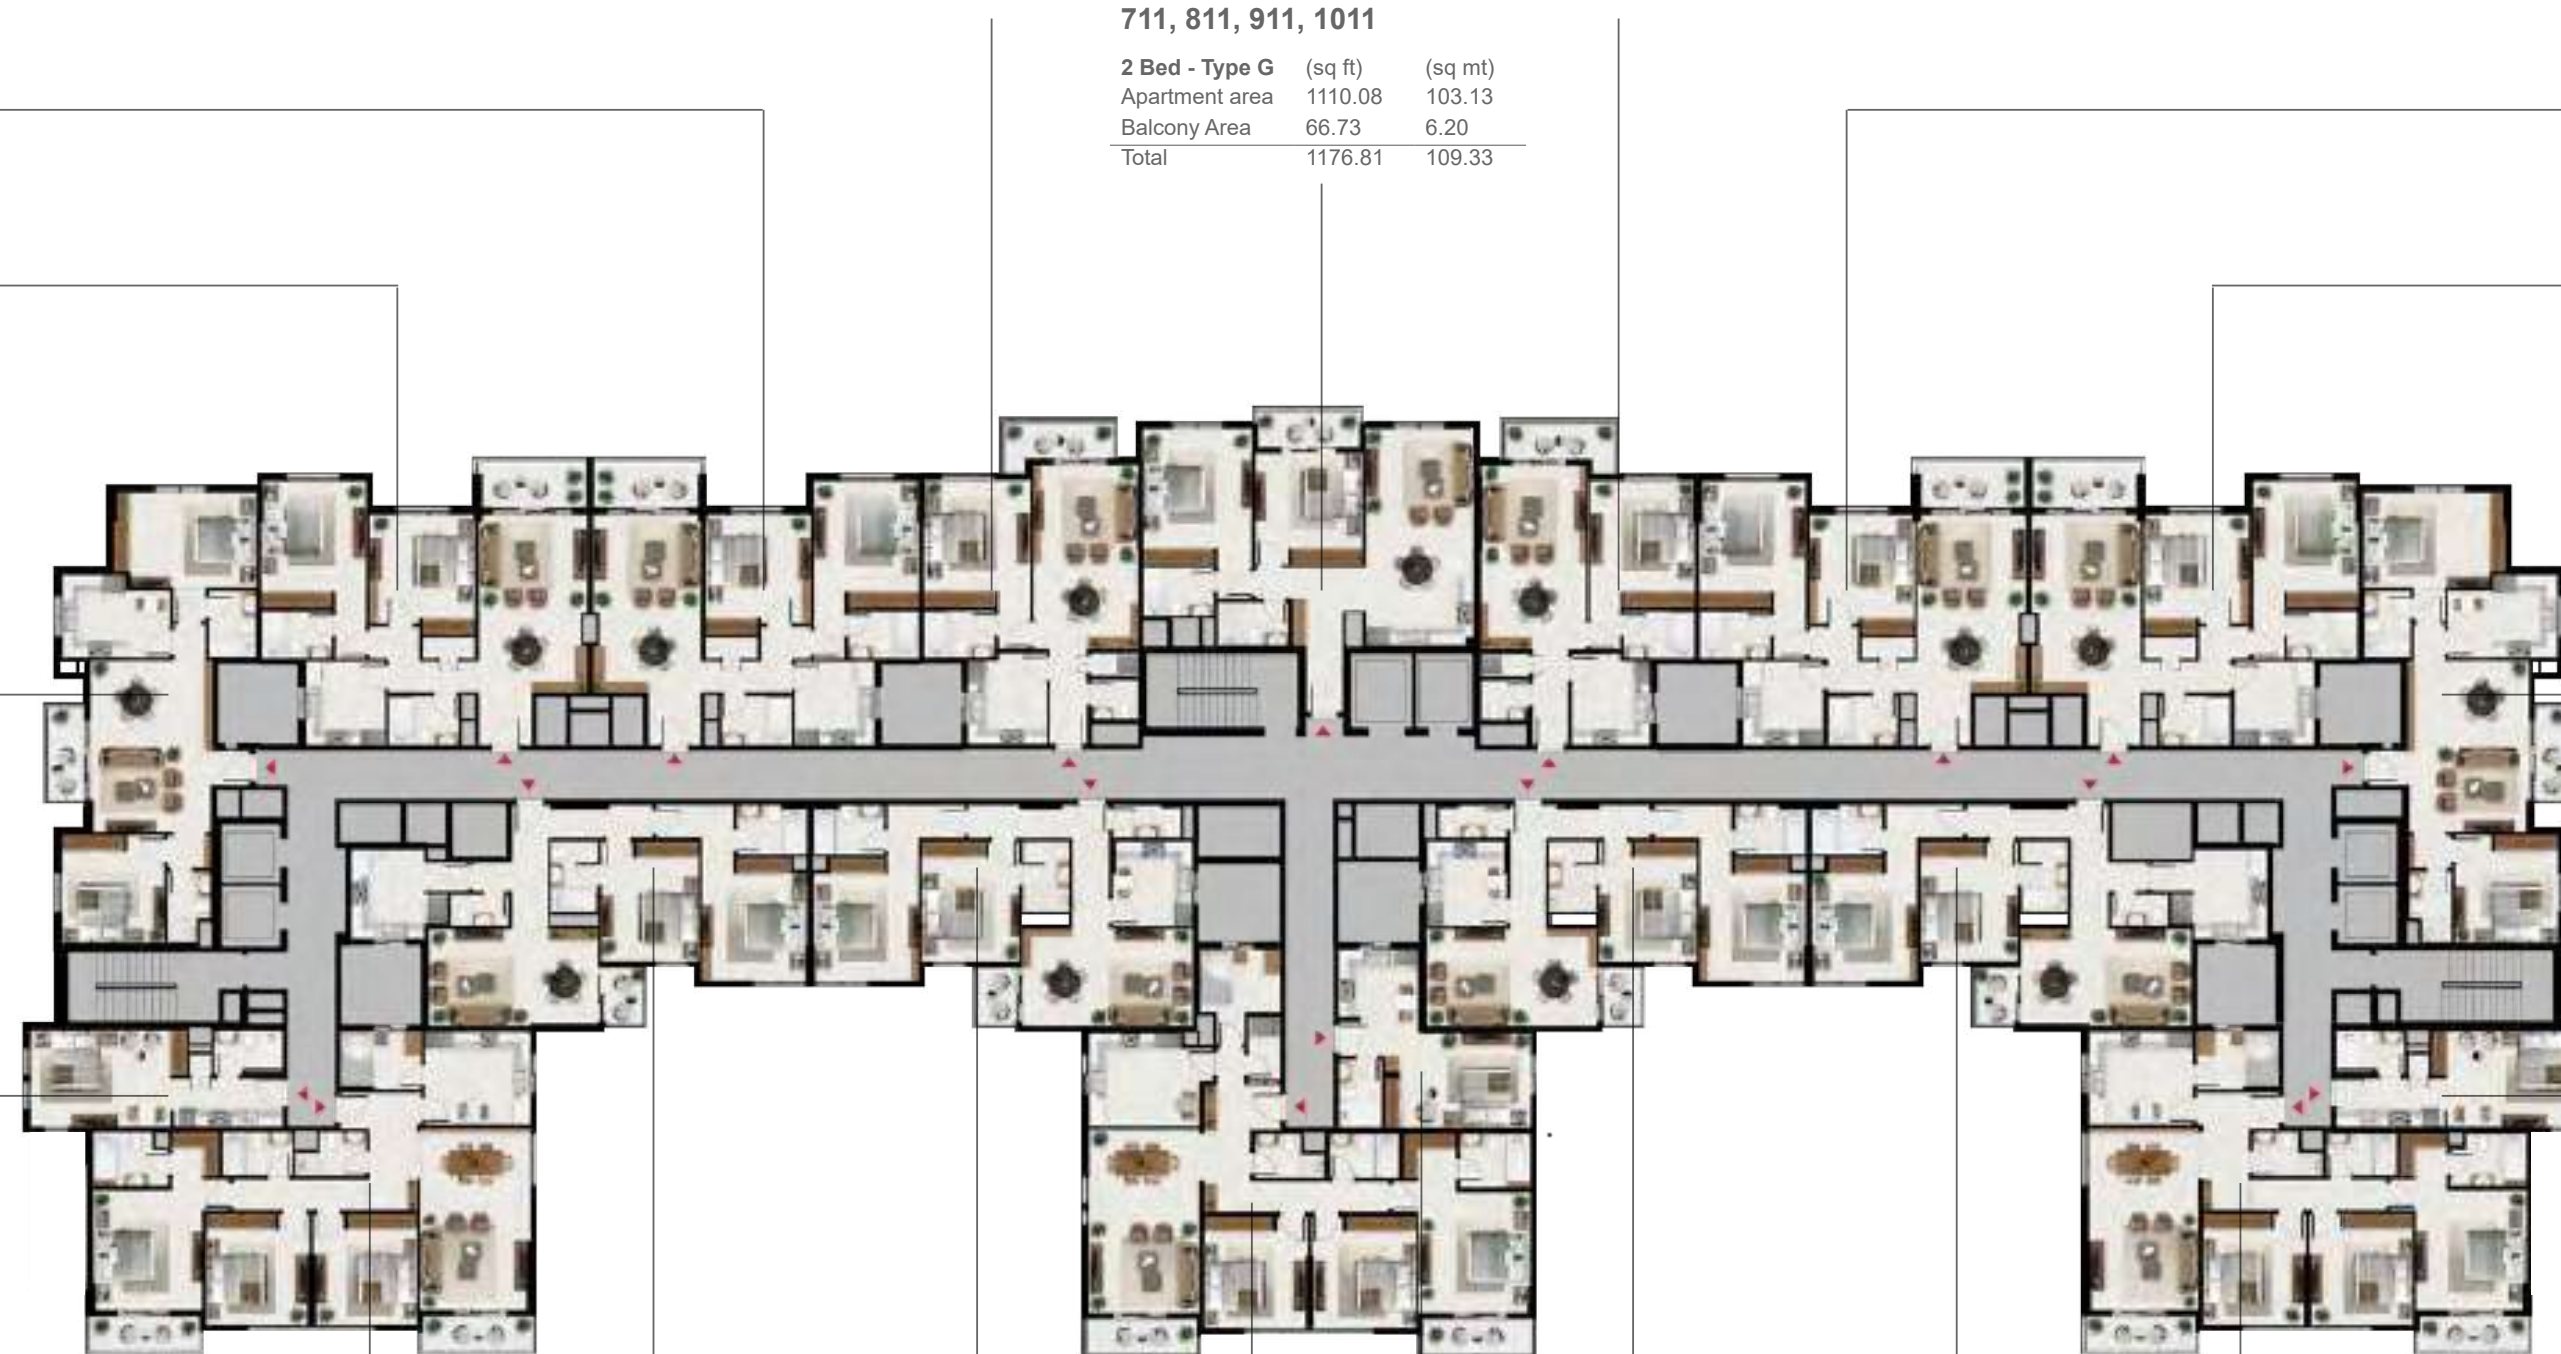 711, 811, 911, 1011
2 Bed - Type G (sq ft) (sq mt)
Apartment area 1110.08 103.13
Balcony Area 66.73 6.20
Total 1176.81 109.33